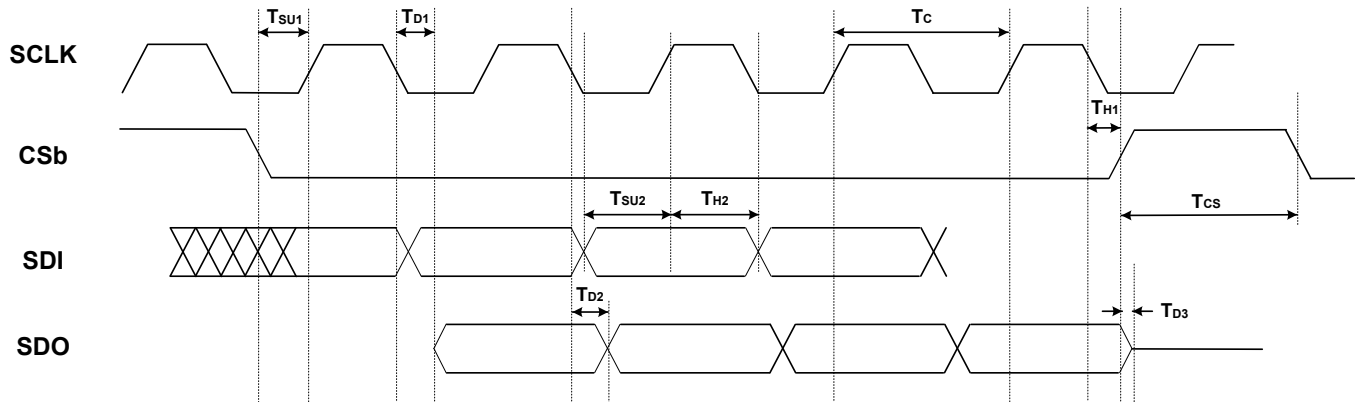 TSU1 TD1 TC
SCLK
TH1
CSb
TSU2 TH2 TCS
SDI
TD2 TD3
SDO